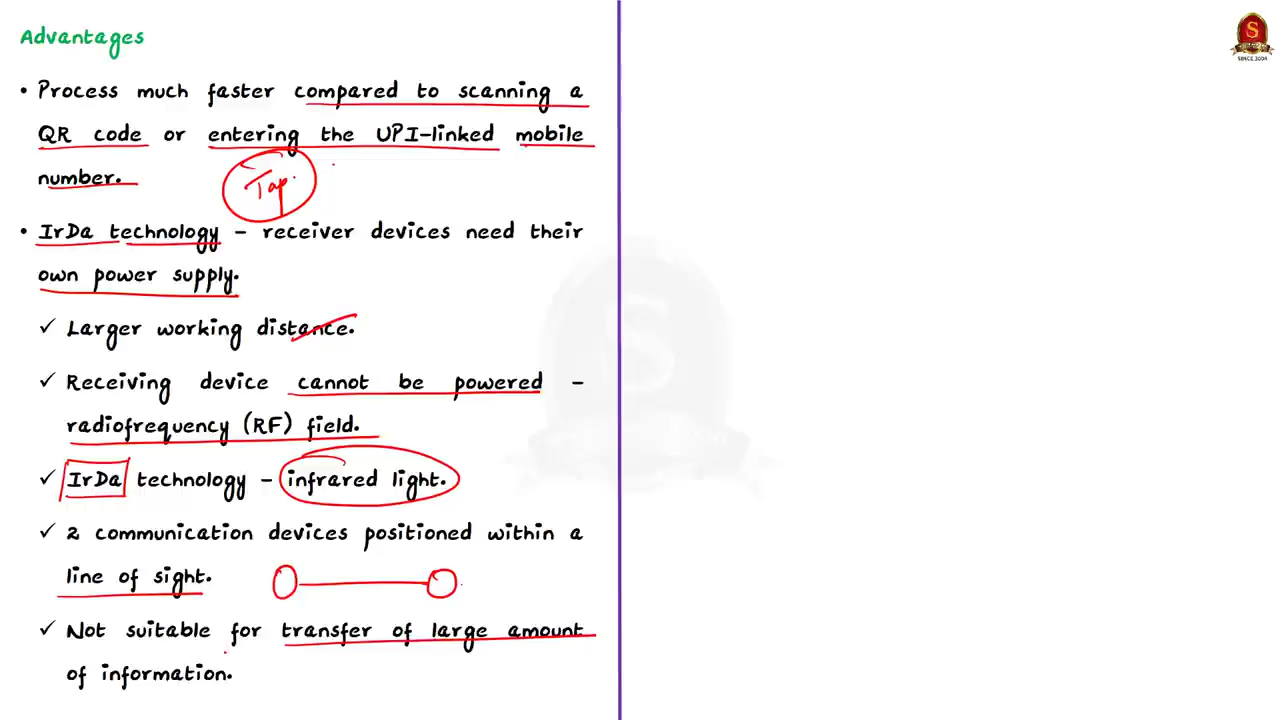 Advantages
• Process much faster compared to scanning a
QR code or entering the UPI-linked mobile
number.
Tap
• IrDa technology – receiver devices need their
own power supply.
✓ Larger working distance.
✓ Receiving device cannot be powered –
radiofrequency (RF) field.
✓ IrDa technology – infrared light.
✓ 2 communication devices positioned within a
line of sight.
✓ Not suitable for transfer of large amount
of information.
S
SINCE 2004